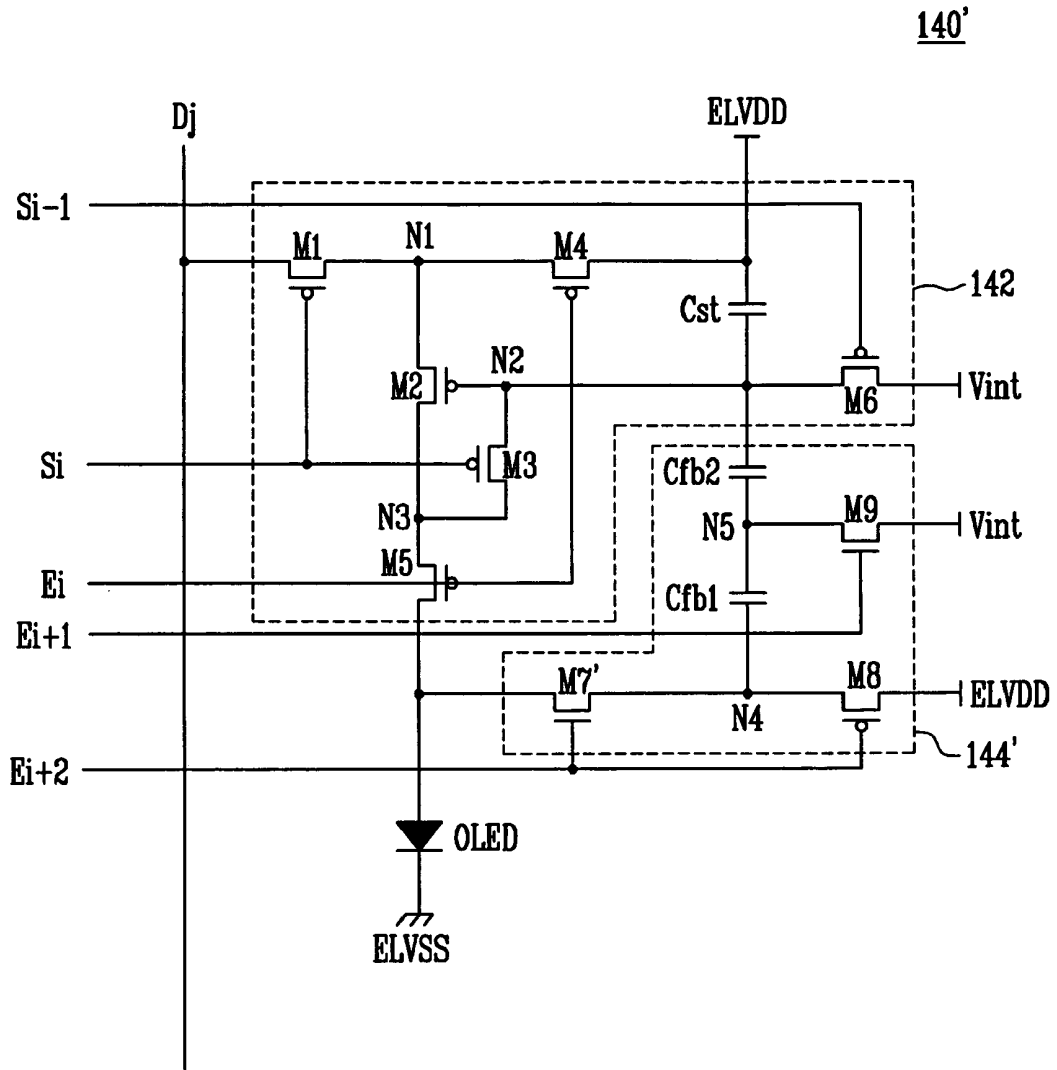 140'
Dj
ELVDD
Si-1
M1
N1
M4
142
Cst
M2
N2
M6
Vint
Si
M3
Cfb2
M9
N3
N5
Vint
M5
Ei
Cfb1
Ei+1
M7'
M8
N4
ELVDD
144'
Ei+2
OLED
ELVSS